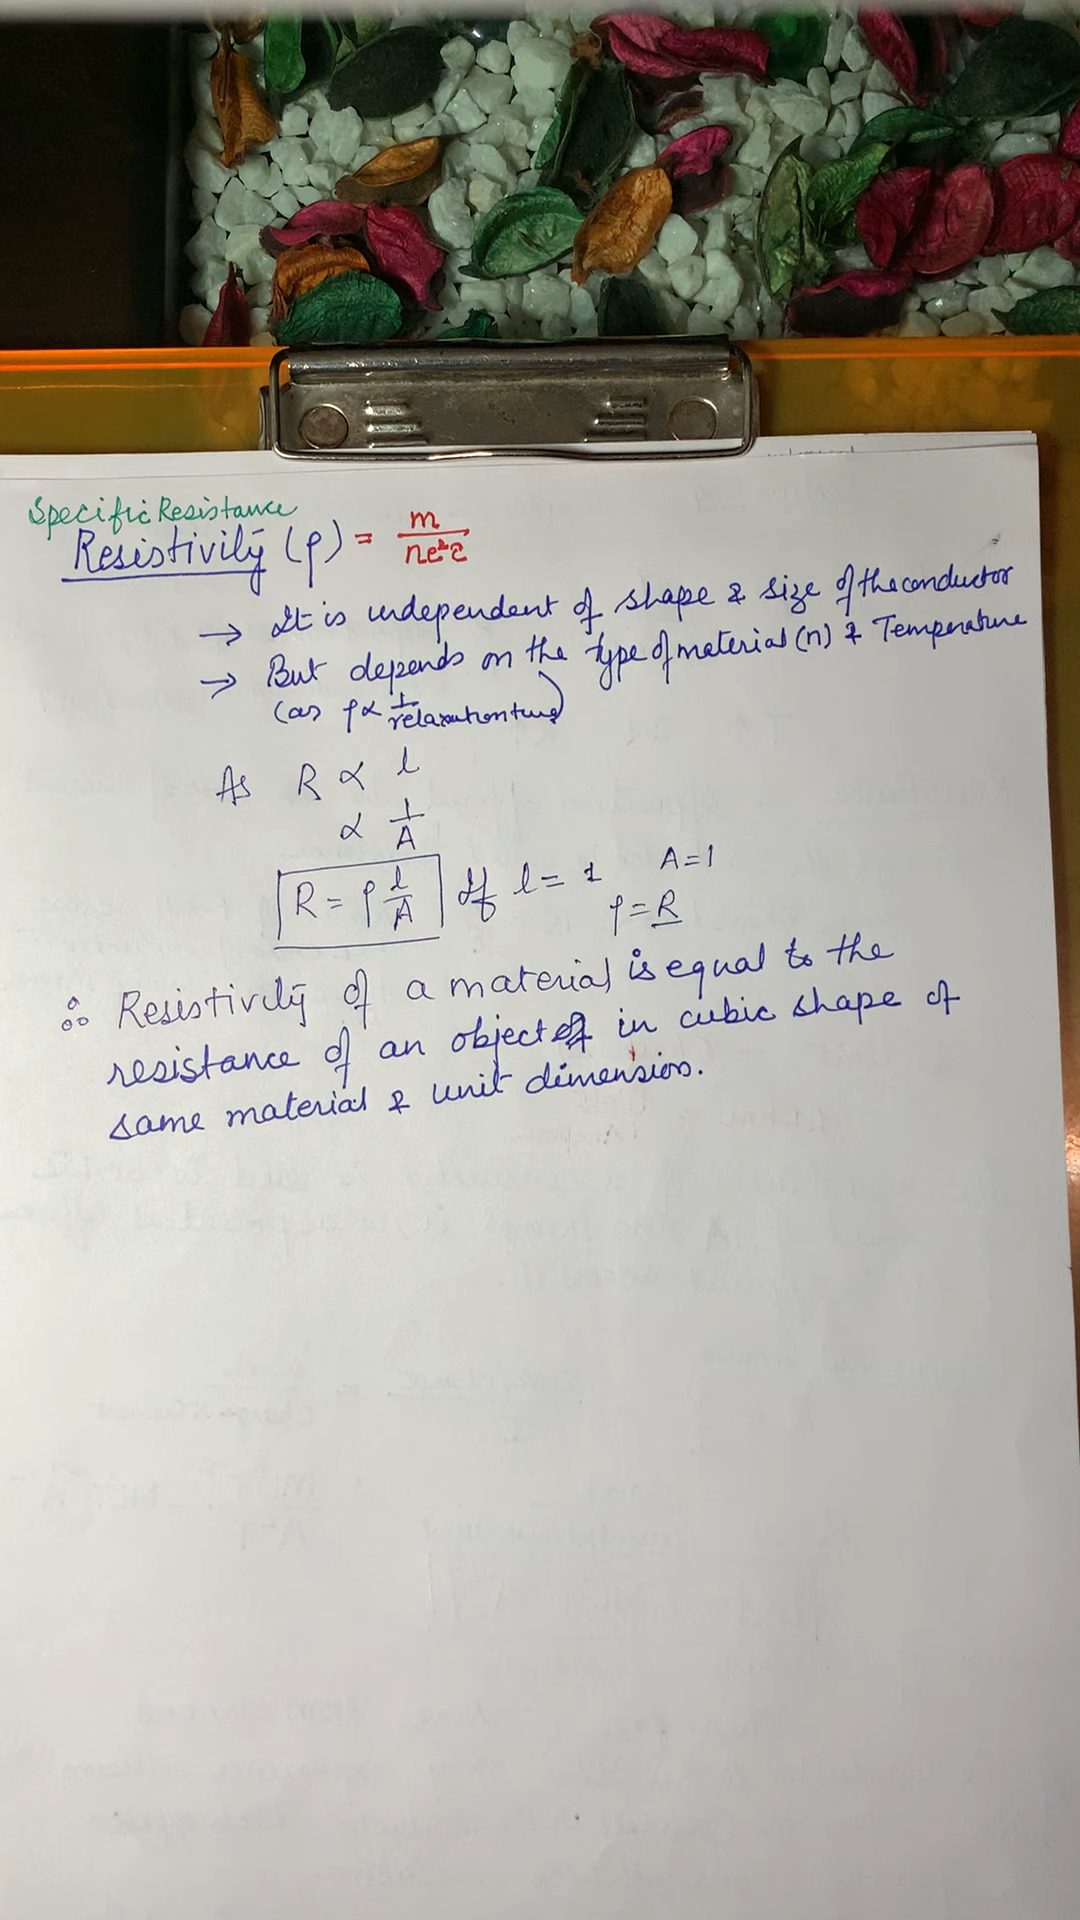 Specific Resistance
Resistivity (ρ) = m/ne²τ
→ It is independent of shape & size of the conductor
→ But depends on the type of material (n) & Temperature
(as ρ ∝ 1/relaxation time)
As R ∝ l
∝ 1/A
R = ρ l/A If l = 1 A = 1
ρ = R
∴ Resistivity of a material is equal to the
resistance of an object in cubic shape of
same material & unit dimension.